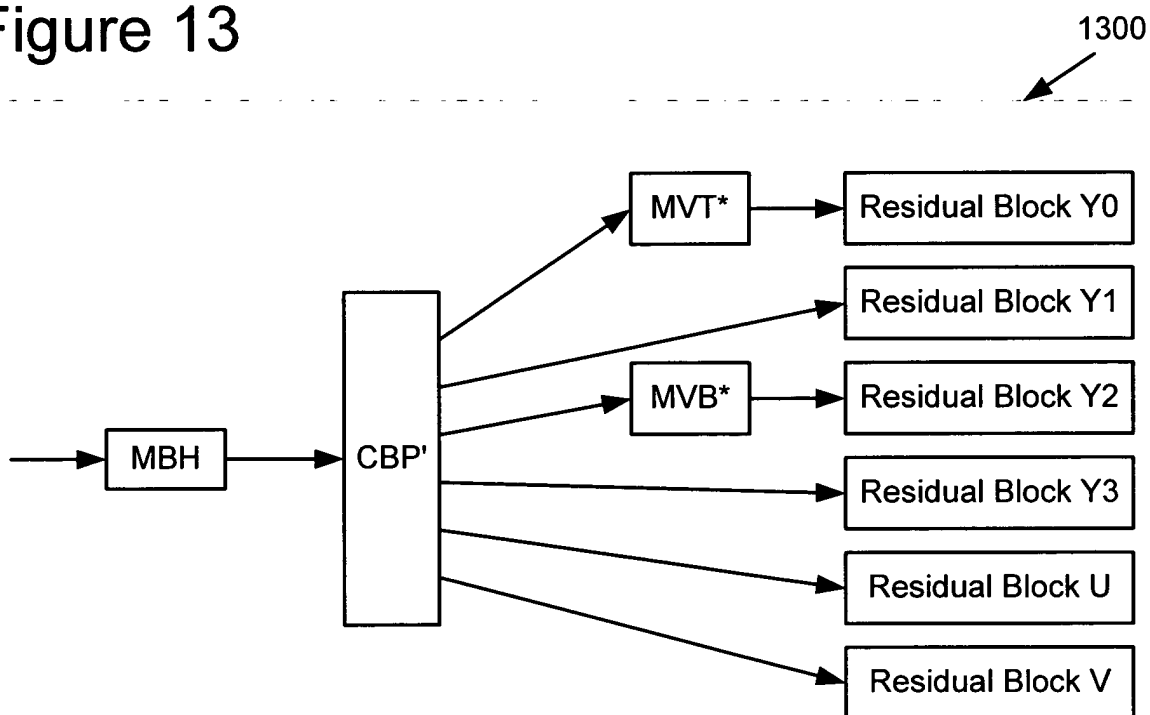 Figure 13
1300
MVT*
Residual Block Y0
Residual Block Y1
MVB*
Residual Block Y2
MBH
CBP'
Residual Block Y3
Residual Block U
Residual Block V